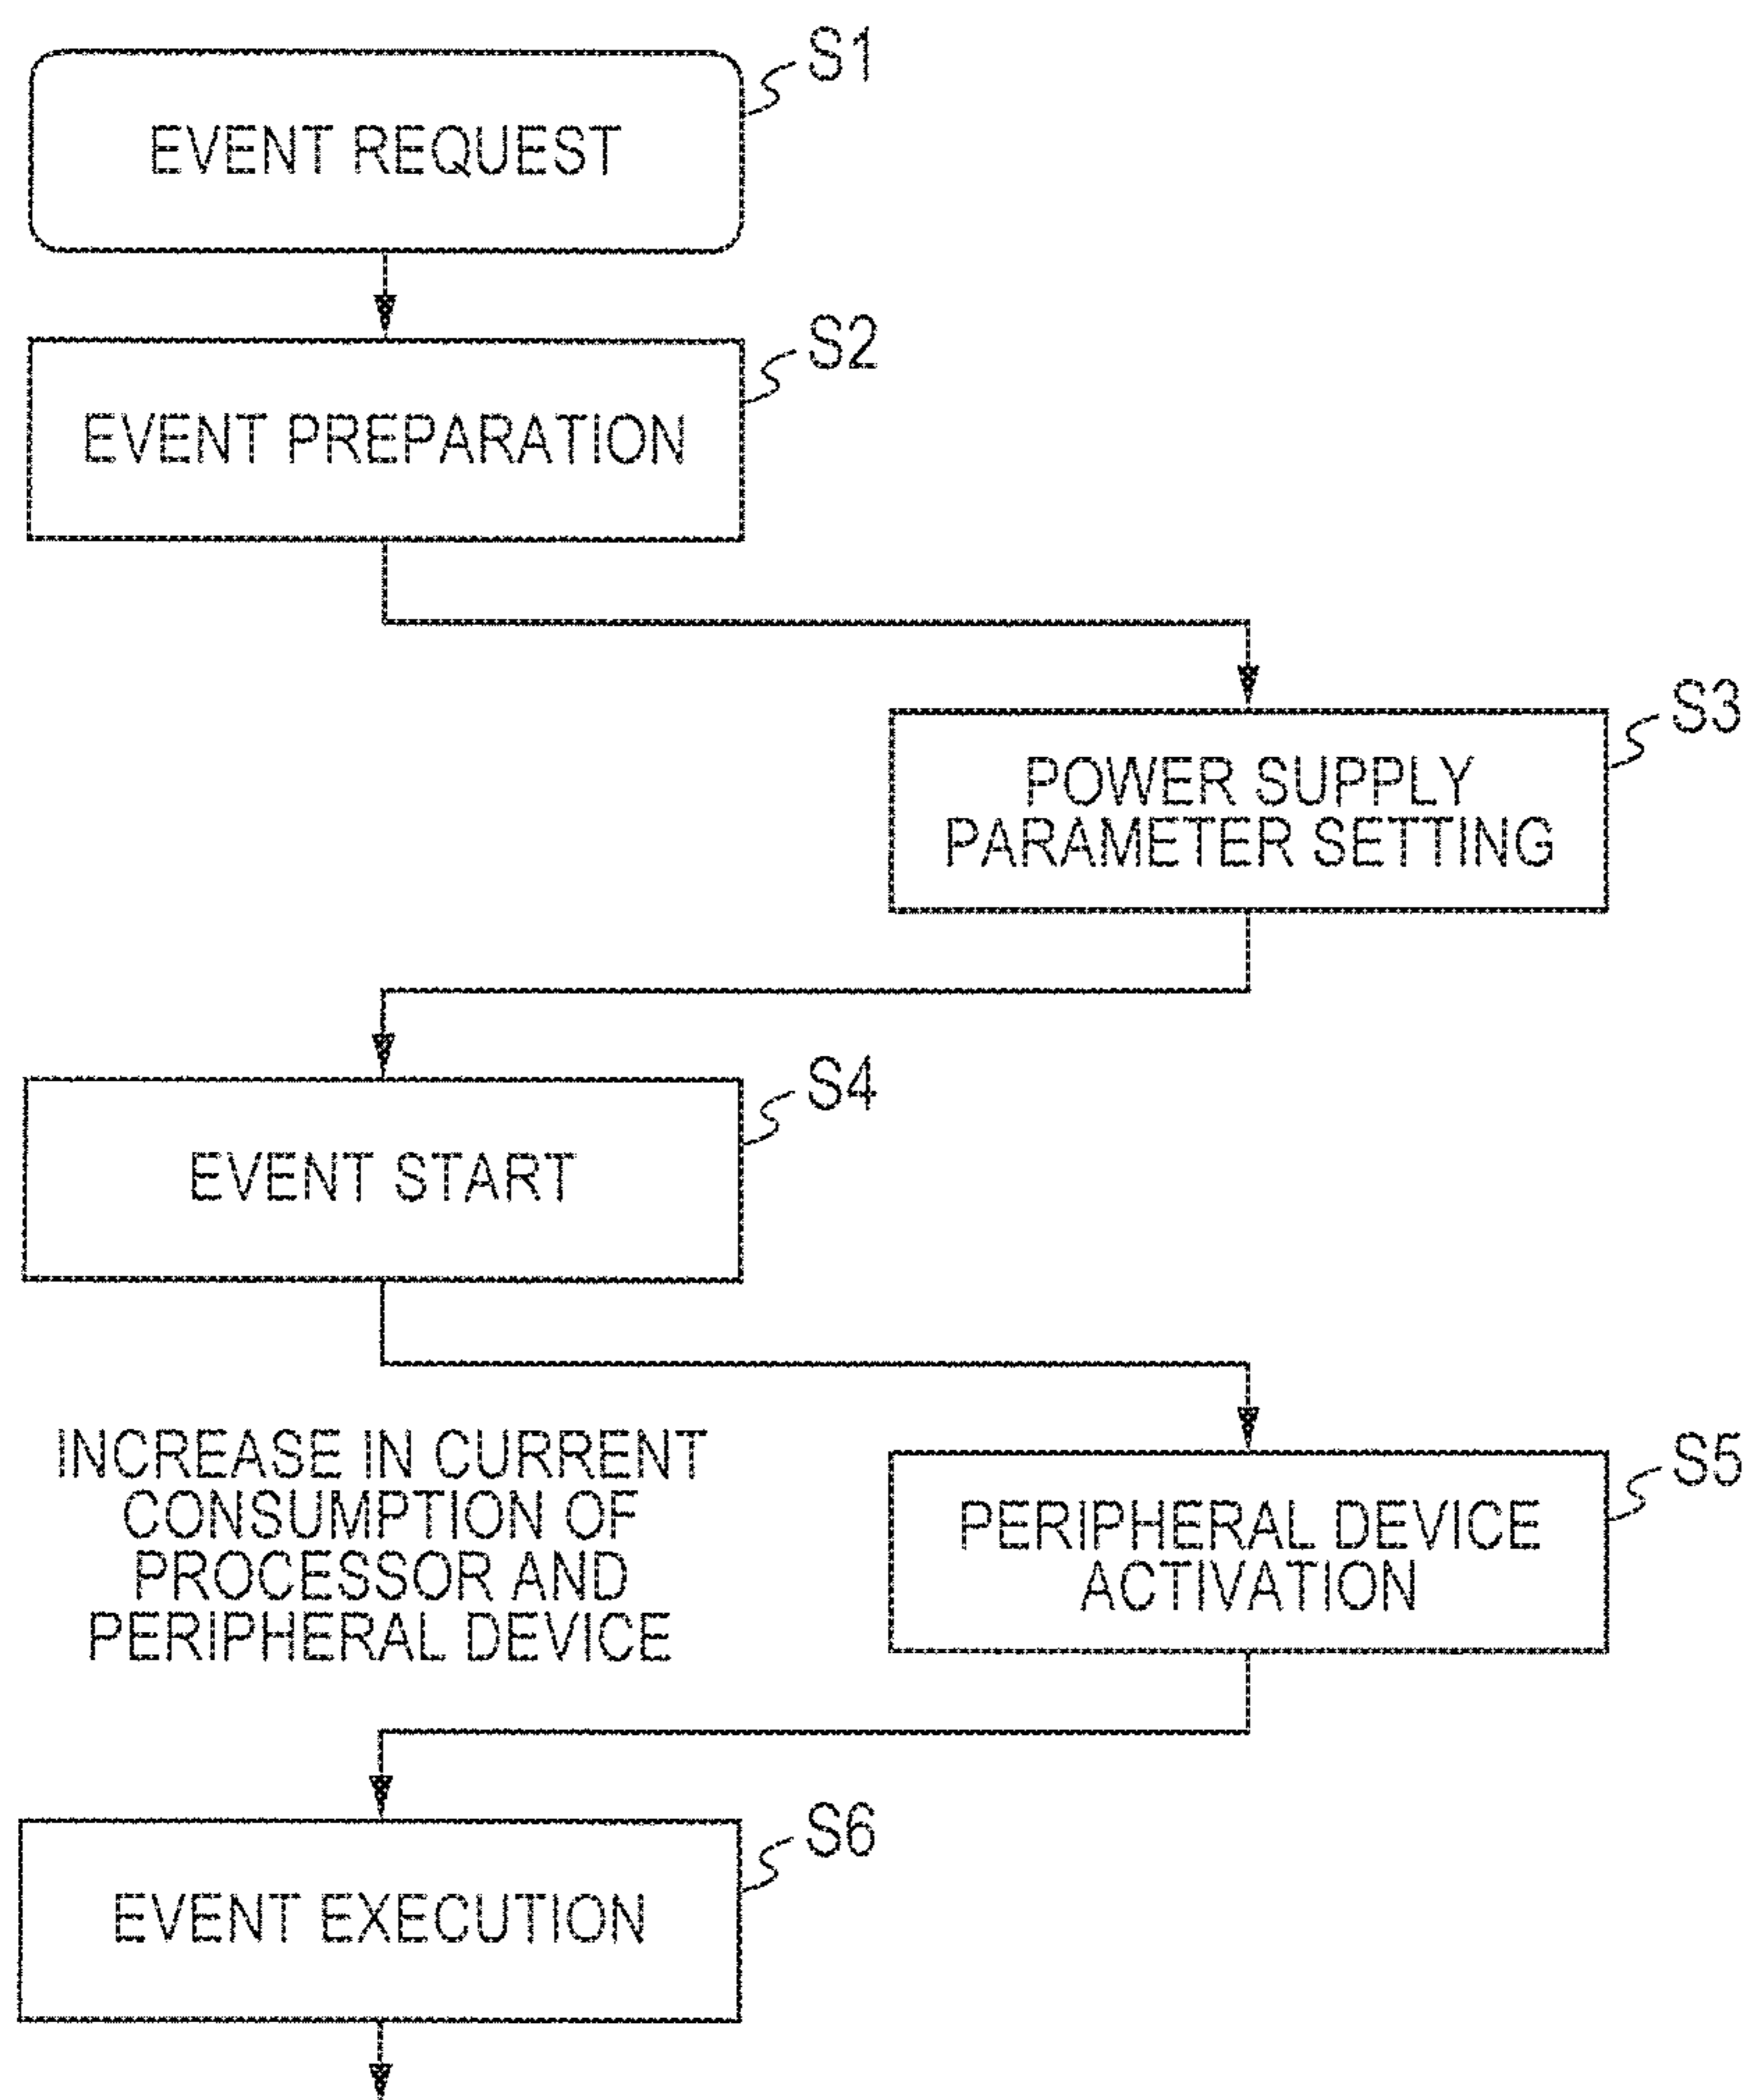 S1
EVENT REQUEST
S2
EVENT PREPARATION
S3
POWER SUPPLY
PARAMETER SETTING
S4
EVENT START
INCREASE IN CURRENT
CONSUMPTION OF
PROCESSOR AND
PERIPHERAL DEVICE
S5
PERIPHERAL DEVICE
ACTIVATION
S6
EVENT EXECUTION